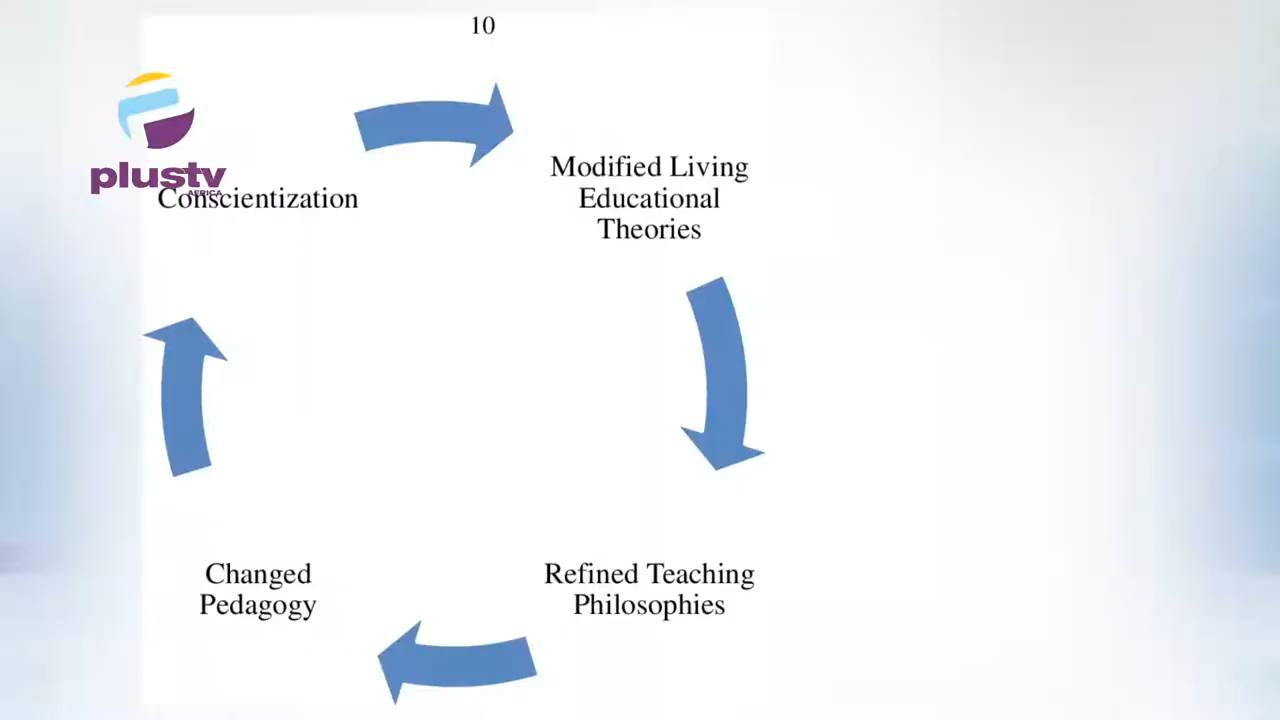 10
plustv
AFRICA
Conscientization
Modified Living
Educational
Theories
Changed
Pedagogy
Refined Teaching
Philosophies